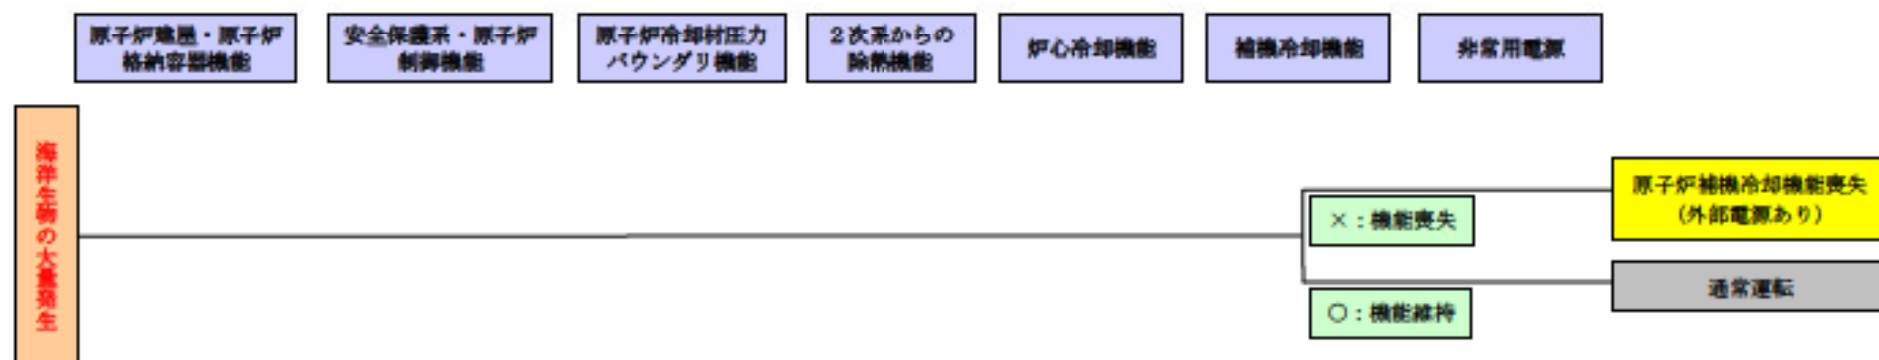 原子炉建屋・原子炉
格納容器機能
安全保護系・原子炉
制御機能
原子炉冷却材圧力
バウンダリ機能
2次系からの
除熱機能
炉心冷却機能
補機冷却機能
非常用電源
海洋生物の大量発生
×:機能喪失
原子炉補機冷却機能喪失
(外部電源あり)
○:機能維持
通常運転